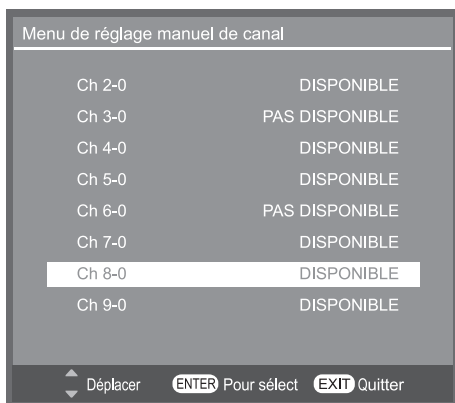 Menu de réglage manuel de canal
Ch 2-0 DISPONIBLE
Ch 3-0 PAS DISPONIBLE
Ch 4-0 DISPONIBLE
Ch 5-0 DISPONIBLE
Ch 6-0 PAS DISPONIBLE
Ch 7-0 DISPONIBLE
Ch 8-0 DISPONIBLE
Ch 9-0 DISPONIBLE
Déplacer ENTER Pour sélect EXIT Quitter